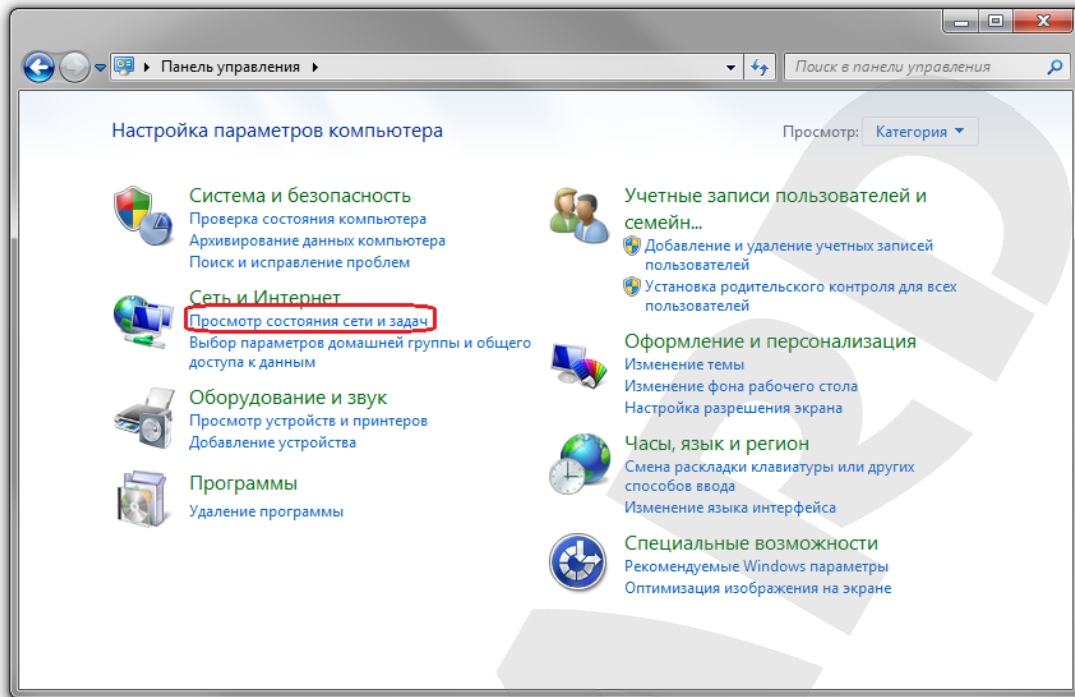 Панель управления
Поиск в панели управления
Настройка параметров компьютера
Просмотр: Категория
Система и безопасность
Проверка состояния компьютера
Архивирование данных компьютера
Поиск и исправление проблем
Сеть и Интернет
Просмотр состояния сети и задач
Выбор параметров домашней группы и общего
доступа к данным
Оборудование и звук
Просмотр устройств и принтеров
Добавление устройства
Программы
Удаление программы
Учетные записи пользователей и
семейн...
Добавление и удаление учетных записей
пользователей
Установка родительского контроля для всех
пользователей
Оформление и персонализация
Изменение темы
Изменение фона рабочего стола
Настройка разрешения экрана
Часы, язык и регион
Смена раскладки клавиатуры или других
способов ввода
Изменение языка интерфейса
Специальные возможности
Рекомендуемые Windows параметры
Оптимизация изображения на экране